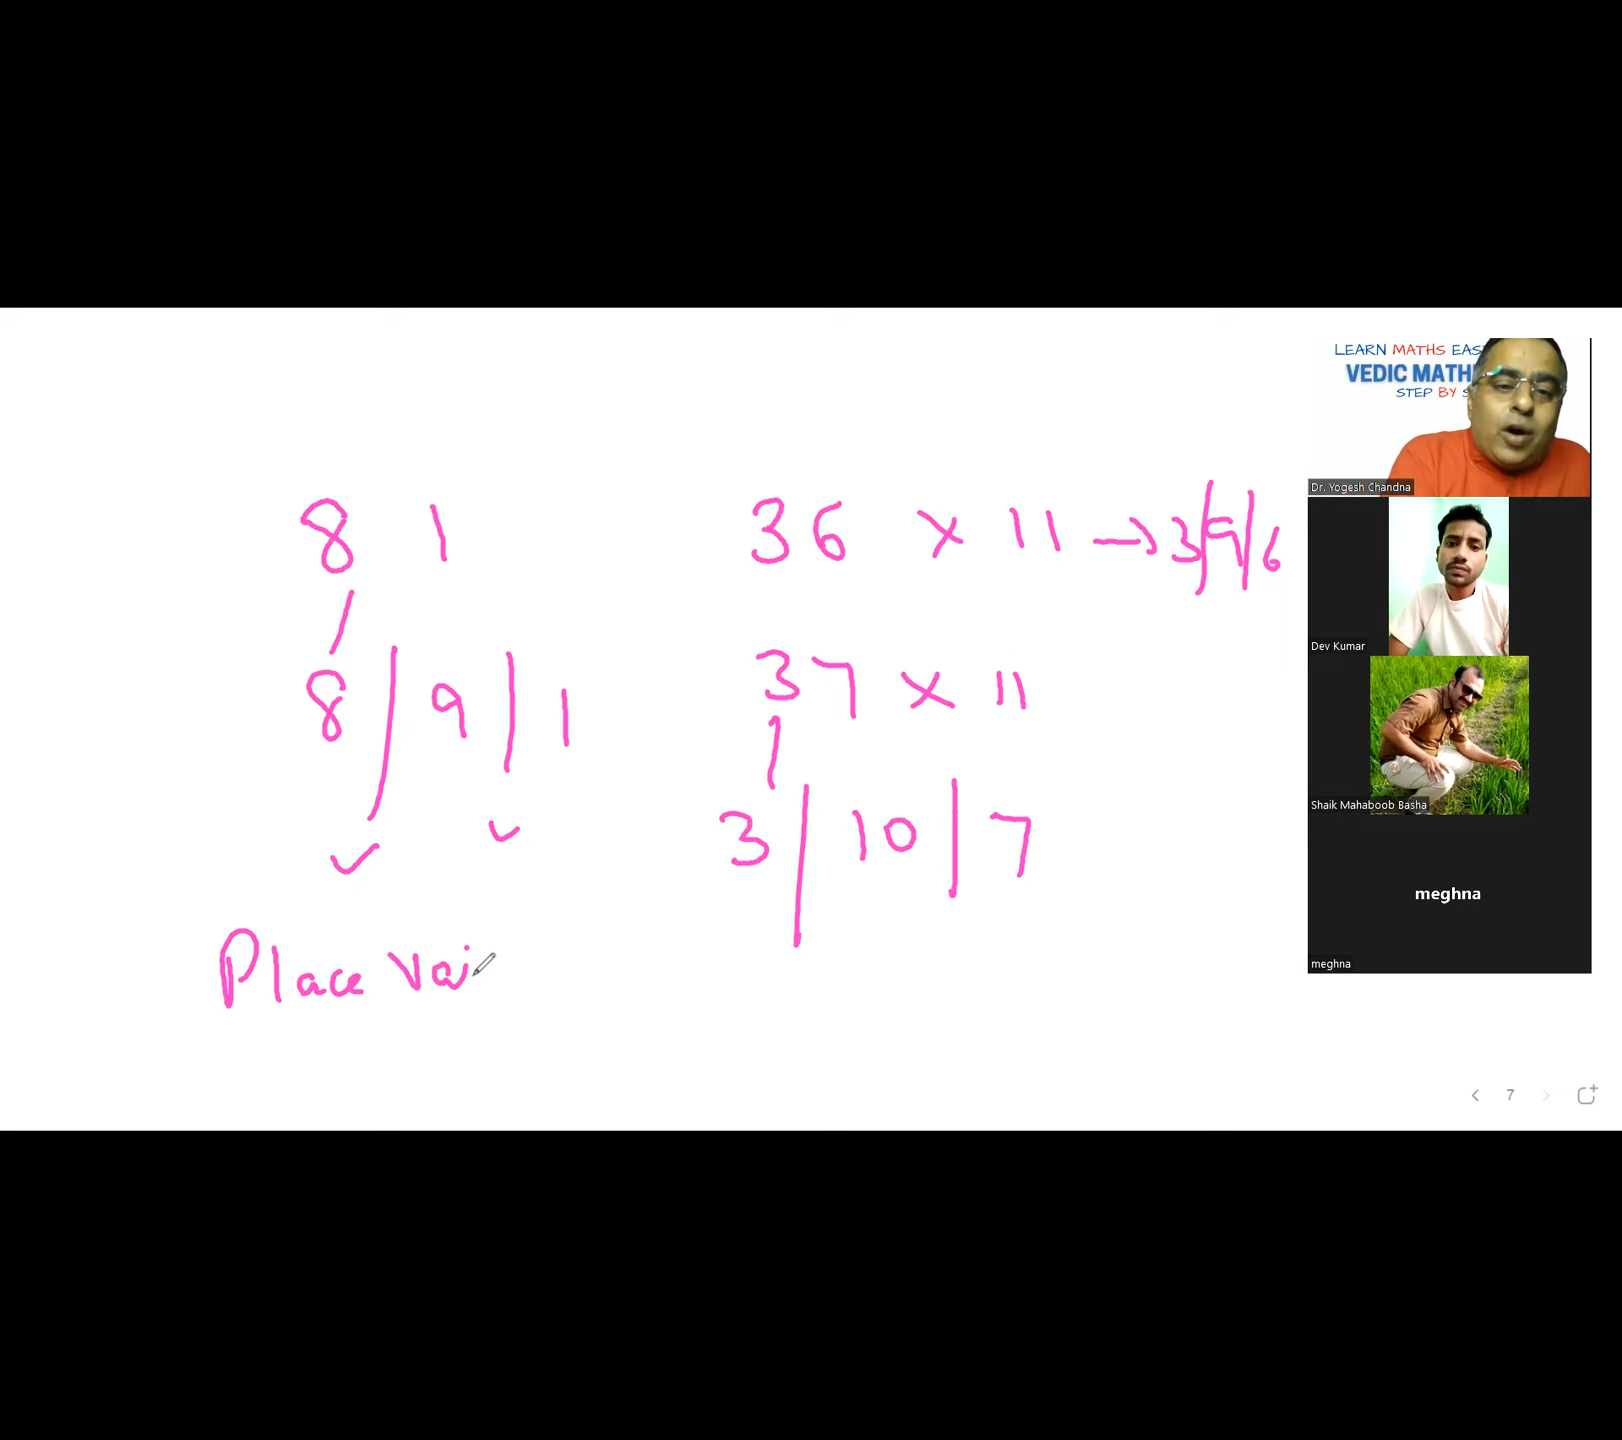 8 1
8/9|1
Place Vai
36 x 11 → 3/9/6
37 x 11
3/10|7
LEARN MATHS EAS
VEDIC MATH
STEP BY S
Dr. Yogesh Chandna
Dev Kumar
Shaik Mahaboob Basha
meghna
meghna
< 7 >